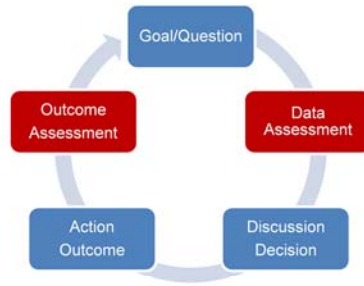 Goal/Question
Data
Assessment
Discussion
Decision
Action
Outcome
Outcome
Assessment